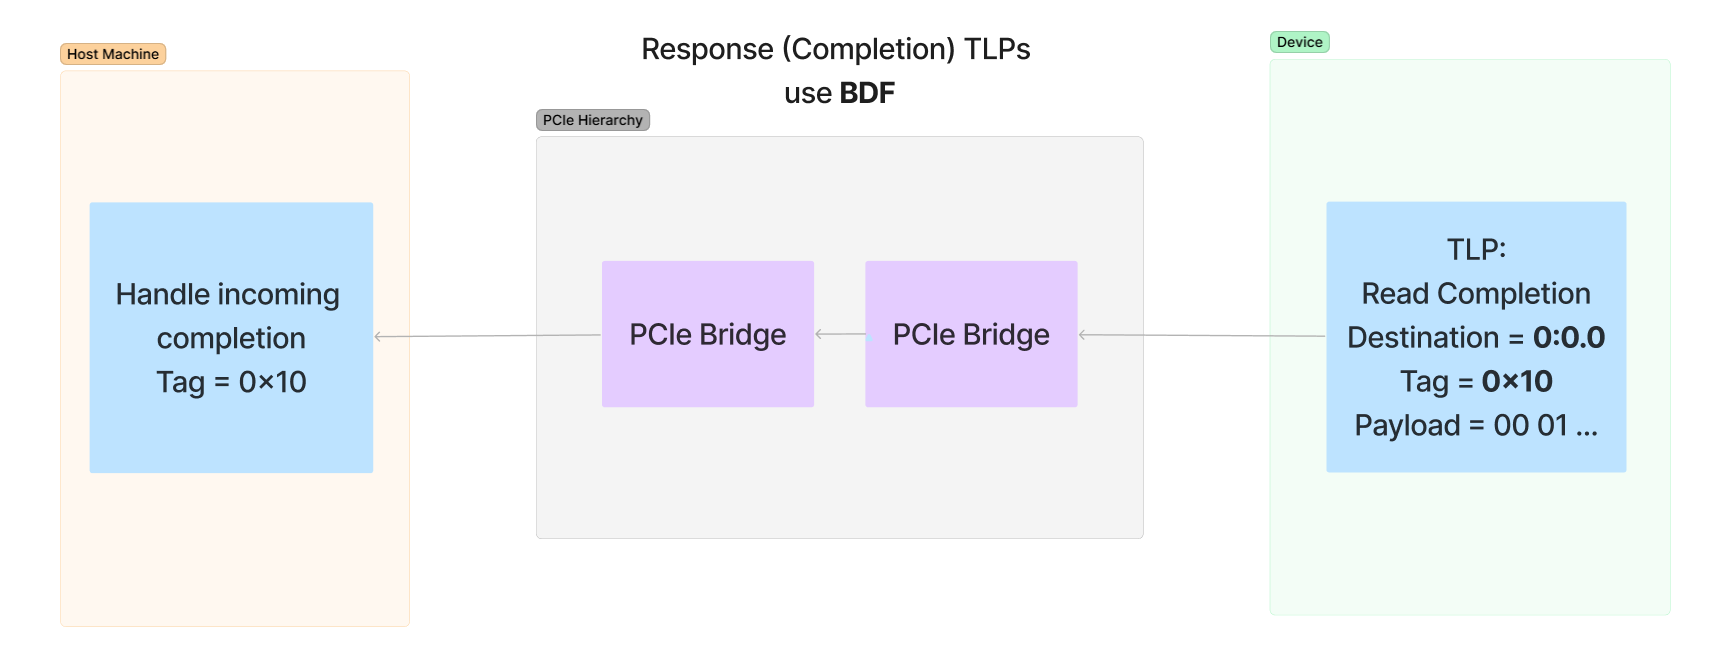 Host Machine
Response (Completion) TLPs
use BDF
Device
PCIe Hierarchy
Handle incoming
completion
Tag = 0×10
PCIe Bridge
PCIe Bridge
TLP:
Read Completion
Destination = 0:0.0
Tag = 0×10
Payload = 00 01 ...